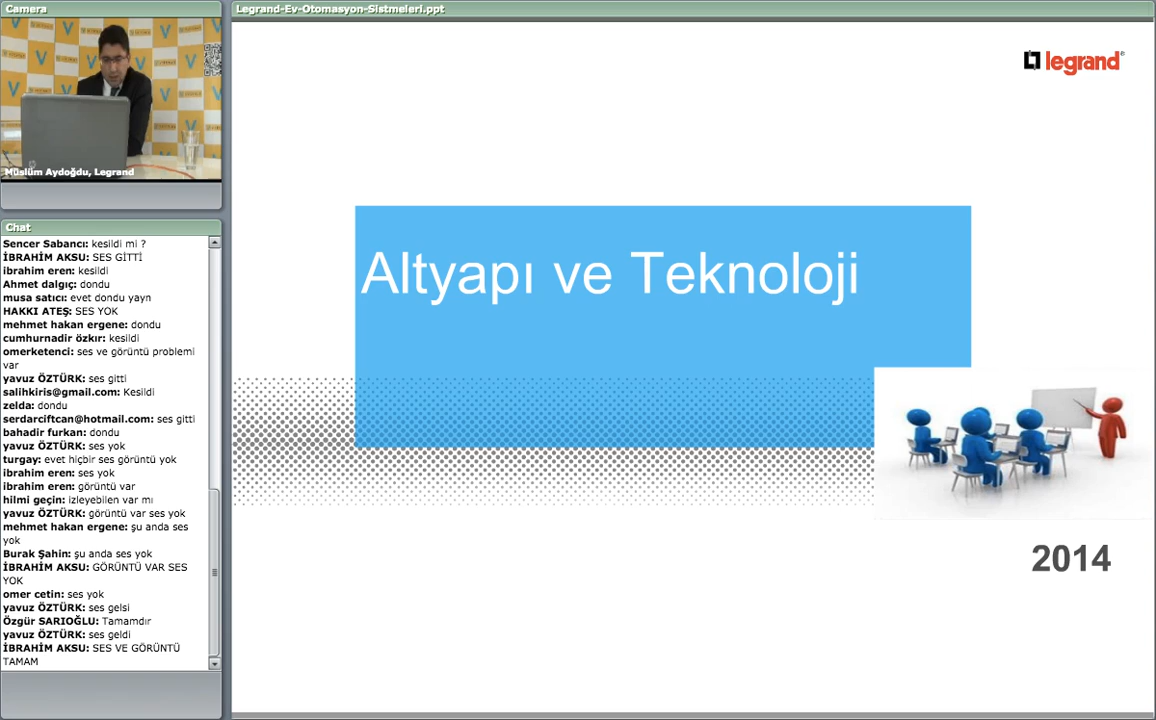 Camera
Müslüm Aydoğdu, Legrand
Chat
Sencer Sabancı: kesildi mi ?
İBRAHİM AKSU: SES GİTTİ
ibrahim eren: kesildi
Ahmet dalgıç: dondu
musa satıcı: evet dondu yayn
HAKKI ATEŞ: SES YOK
mehmet hakan ergene: dondu
cumhurnadir özkır: kesildi
omerketenci: ses ve görüntü problemi
var
yavuz ÖZTÜRK: ses gitti
salihkiris@gmail.com: Kesildi
zelda: dondu
serdarciftcan@hotmail.com: ses gitti
bahadir furkan: dondu
yavuz ÖZTÜRK: ses yok
turgay: evet hiçbir ses görüntü yok
ibrahim eren: ses yok
ibrahim eren: görüntü var
hilmi geçin: izleyebilen var mı
yavuz ÖZTÜRK: görüntü var ses yok
mehmet hakan ergene: şu anda ses
yok
Burak Şahin: şu anda ses yok
İBRAHİM AKSU: GÖRÜNTÜ VAR SES
YOK
omer cetin: ses yok
yavuz ÖZTÜRK: ses gelsi
Özgür SARIOĞLU: Tamamdır
yavuz ÖZTÜRK: ses geldi
İBRAHİM AKSU: SES VE GÖRÜNTÜ
TAMAM
Legrand-Ev-Otomasyon-Sistmeleri.ppt
legrand®
Altyapı ve Teknoloji
2014